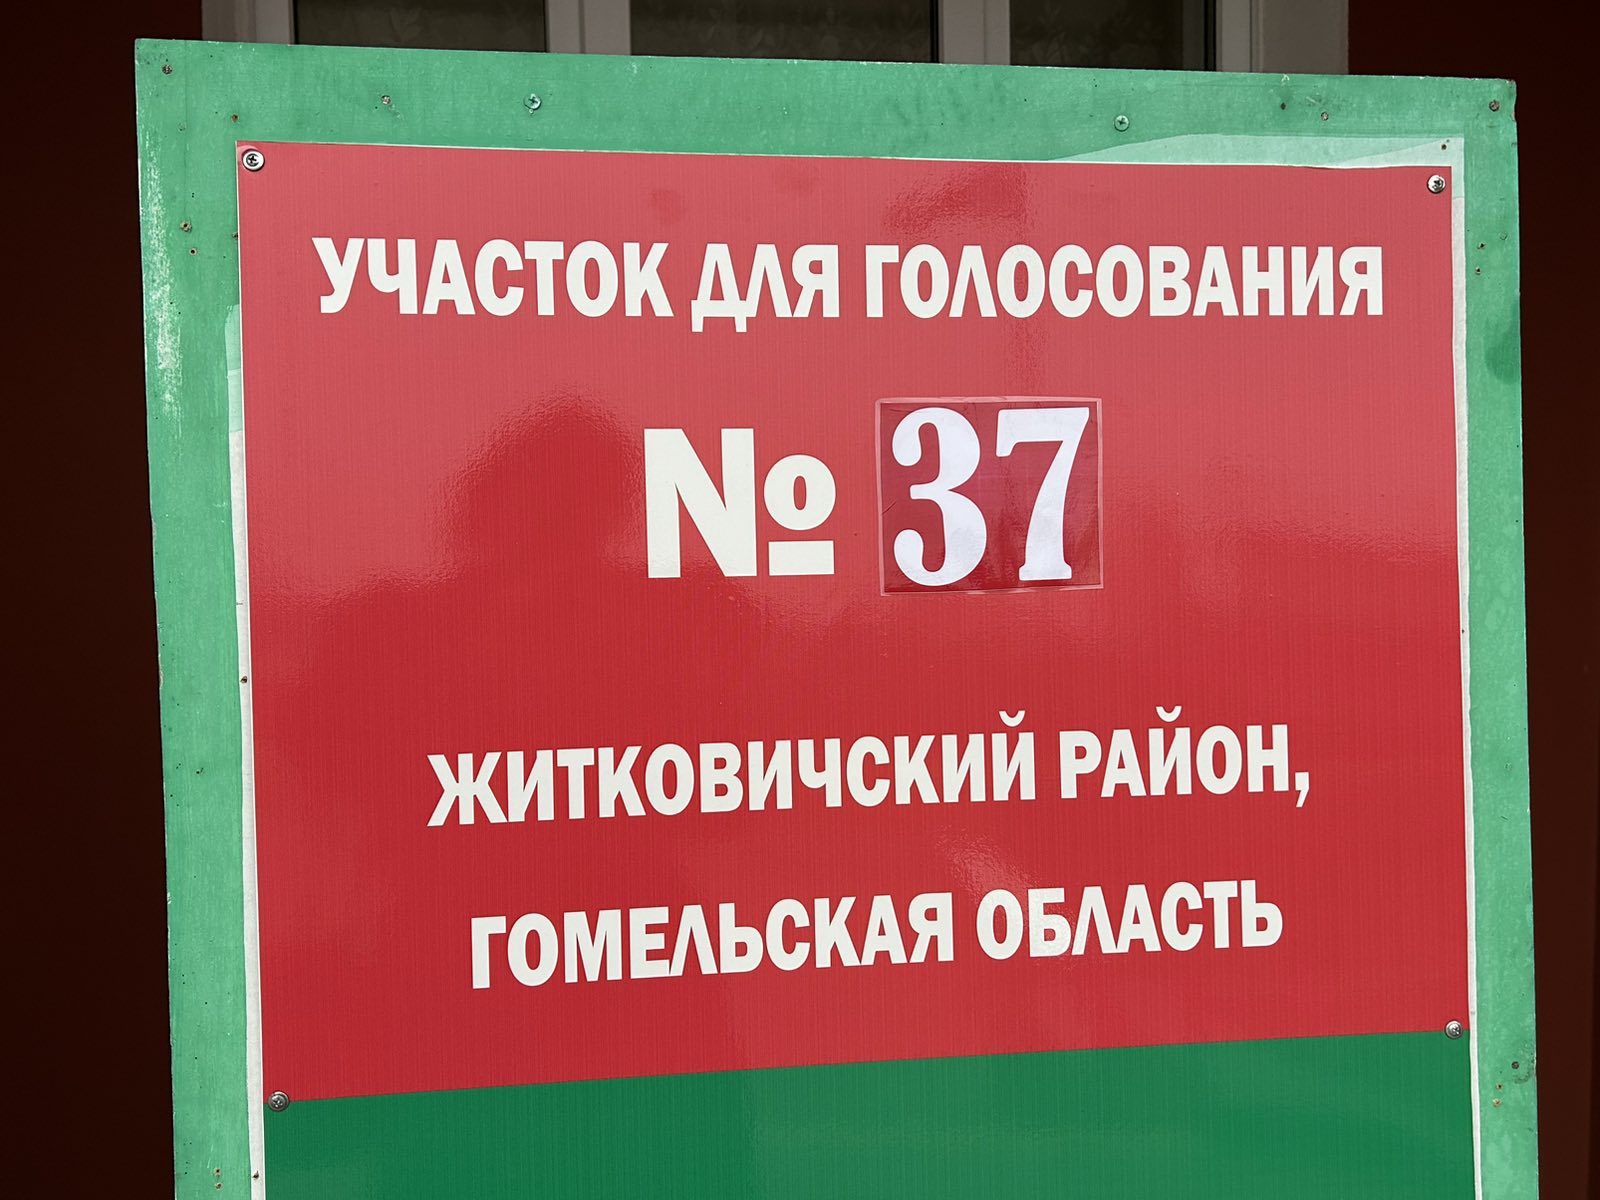 УЧАСТОК ДЛЯ ГОЛОСОВАНИЯ
№ 37
ЖИТКОВИЧСКИЙ РАЙОН,
ГОМЕЛЬСКАЯ ОБЛАСТЬ